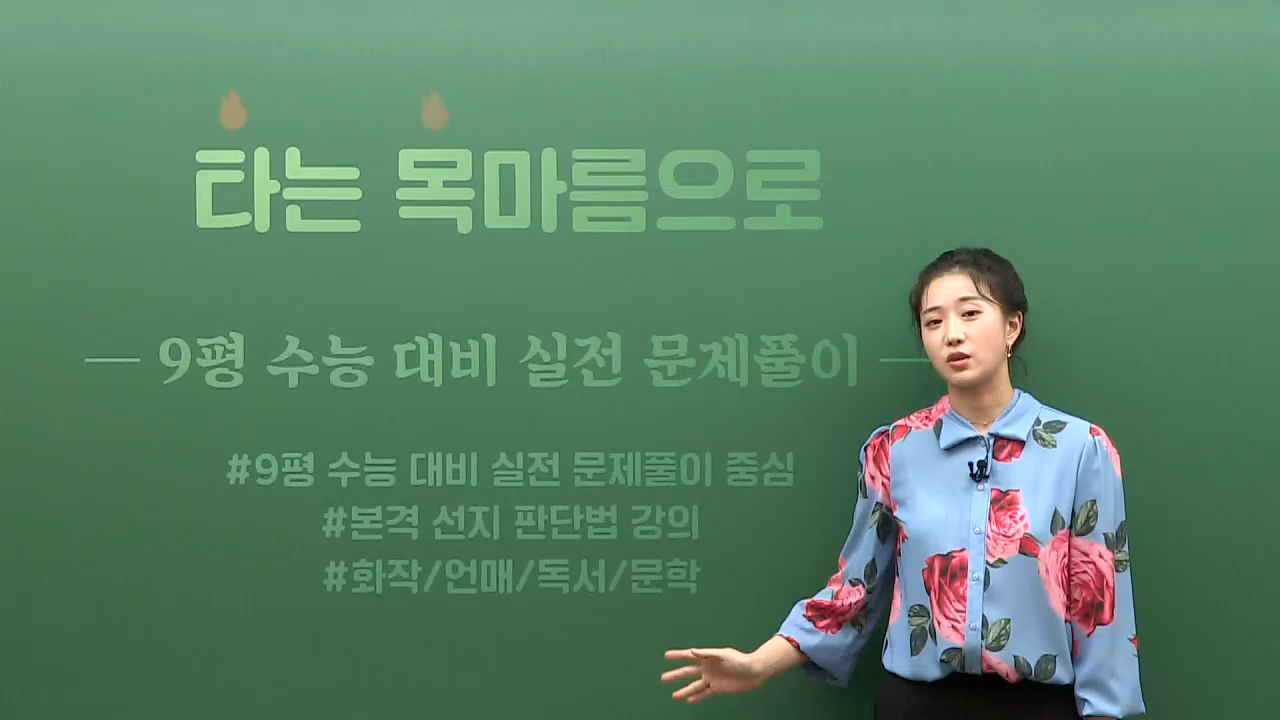 타는 목마름으로
9평 수능 대비 실전 문제풀이
#9평 수능 대비 실전 문제풀이 중심
#본격 선지 판단법 강의
#화작/언매/독서/문학